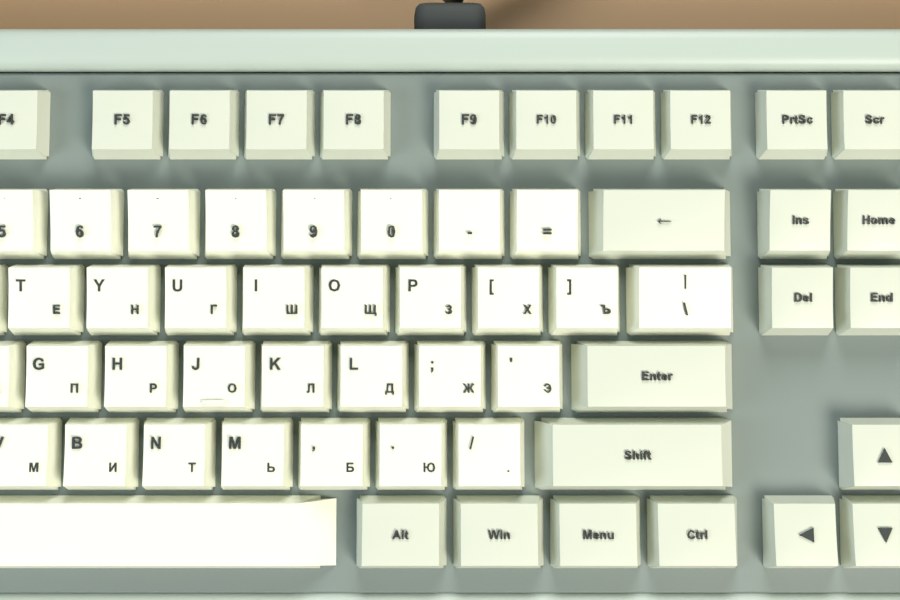 F4 F5 F6 F7 F8 F9 F10 F11 F12 PrtSc Scr
5 6 7 8 9 0 - = ← Ins Home
T Е Y Н U Г I Ш O Щ P З [ Х ] Ъ | \ Del End
G П H Р J О K Л L Д ; Ж ' Э Enter
V М B И N Т M Ь , Б . Ю / . Shift ▲
Alt Win Menu Ctrl ◄ ▼